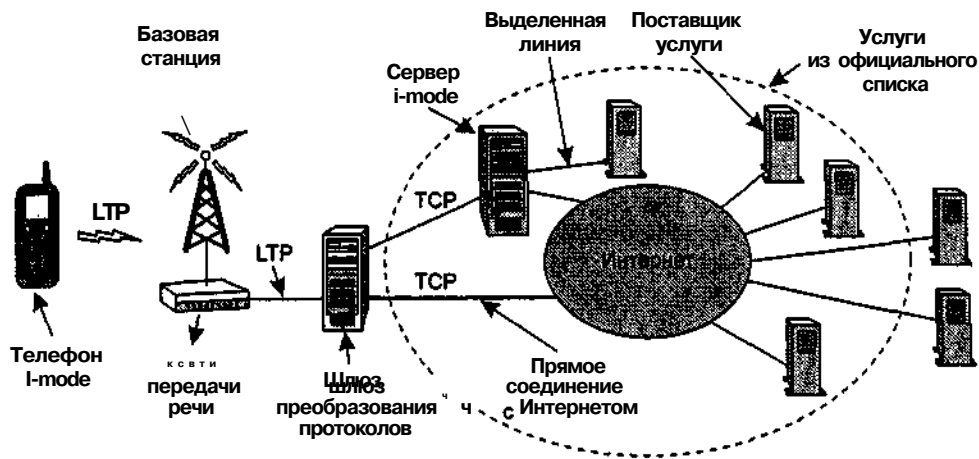 Базовая
станция
Выделенная
линия
Поставщик
услуги
Услуги
из официального
списка
Сервер
i-mode
LTP
TCP
LTP
TCP
Интернет
Телефон
I-mode
ксвти
передачи
речи
Шлюз
преобразования
протоколов
Прямое
соединение
ч ч с Интернетом